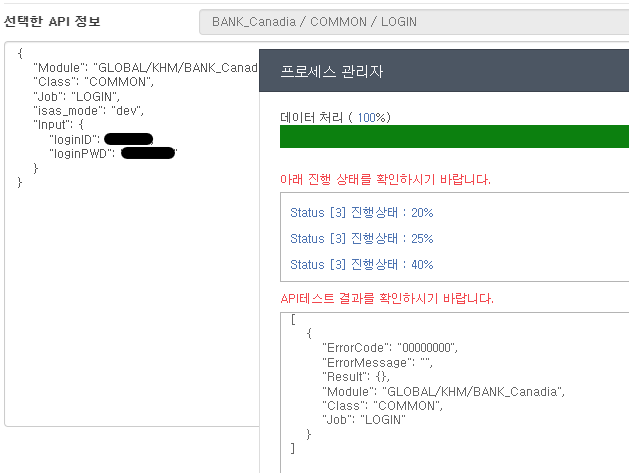 선택한 API 정보
BANK_Canadia / COMMON / LOGIN
{
"Module": "GLOBAL/KHM/BANK_Canad
"Class": "COMMON",
"Job": "LOGIN",
"isas_mode": "dev",
"Input": {
"loginID":
"loginPWD":
}
}
프로세스 관리자
데이터 처리 ( 100%)
아래 진행 상태를 확인하시기 바랍니다.
Status [3] 진행상태 : 20%
Status [3] 진행상태 : 25%
Status [3] 진행상태 : 40%
API테스트 결과를 확인하시기 바랍니다.
[
{
"ErrorCode": "00000000",
"ErrorMessage": "",
"Result": {},
"Module": "GLOBAL/KHM/BANK_Canadia",
"Class": "COMMON",
"Job": "LOGIN"
}
]